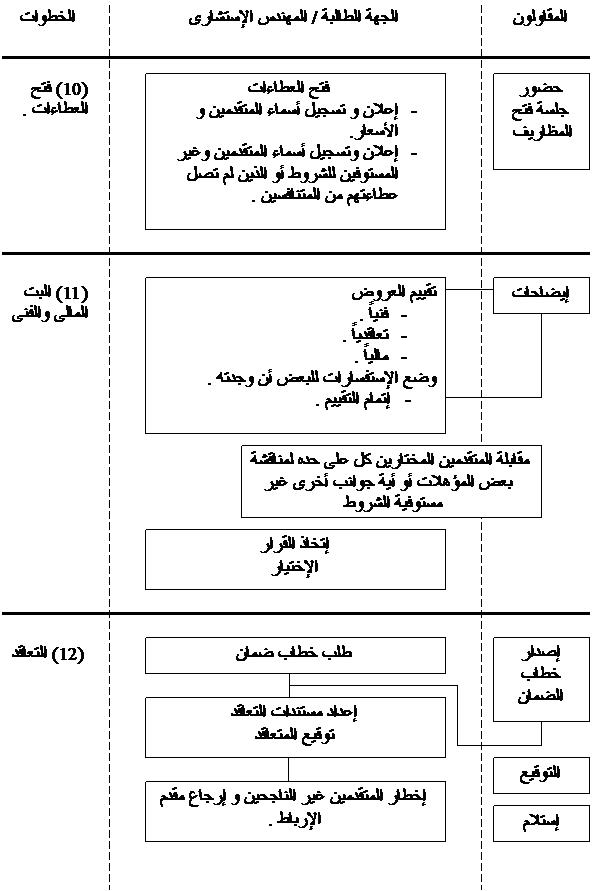 الخطوات
الجهة الطالبة / المهندس الإستشارى
المقاولون
(10) فتح
العطاءات .
فتح العطاءات
- إعلان و تسجيل أسماء المتقدمين و
الأسعار.
- إعلان وتسجيل أسماء المتقدمين وغير
المستوفين للشروط أو الذين لم تصل
عطاءتهم من المتنافسين .
حضور
جلسة فتح
المظاريف
(11) البت
المالى والفنى
تقييم العروض
- فنياً .
- تعاقدياً .
- مالياً .
وضع الإستفسارات للبعض أن وجدته .
- إتمام التقييم .
إيضاحات
مقابلة المتقدمين المختارين كل على حده لمناقشة
بعض المؤهلات أو أية جوانب أخرى غير
مستوفية الشروط
إتخاذ القرار
الإختيار
(12) التعاقد
طلب خطاب ضمان
إصدار
خطاب
الضمان
إعداد مستندات التعاقد
توقيع المتعاقد
التوقيع
إخطار المتقدمين غير الناجحين و إرجاع مقدم
الإرباط .
إستلام